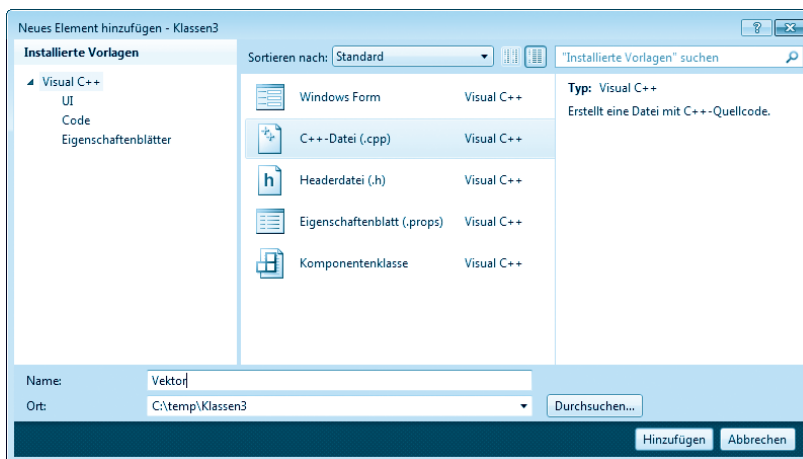 Neues Element hinzufügen - Klassen3
Installierte Vorlagen
Visual C++
UI
Code
Eigenschaftenblätter
Sortieren nach: Standard
Windows Form Visual C++
C++-Datei (.cpp) Visual C++
Headerdatei (.h) Visual C++
Eigenschaftenblatt (.props) Visual C++
Komponentenklasse Visual C++
"Installierte Vorlagen" suchen
Typ: Visual C++
Erstellt eine Datei mit C++-Quellcode.
Name: Vektor
Ort: C:\temp\Klassen3 Durchsuchen...
Hinzufügen Abbrechen